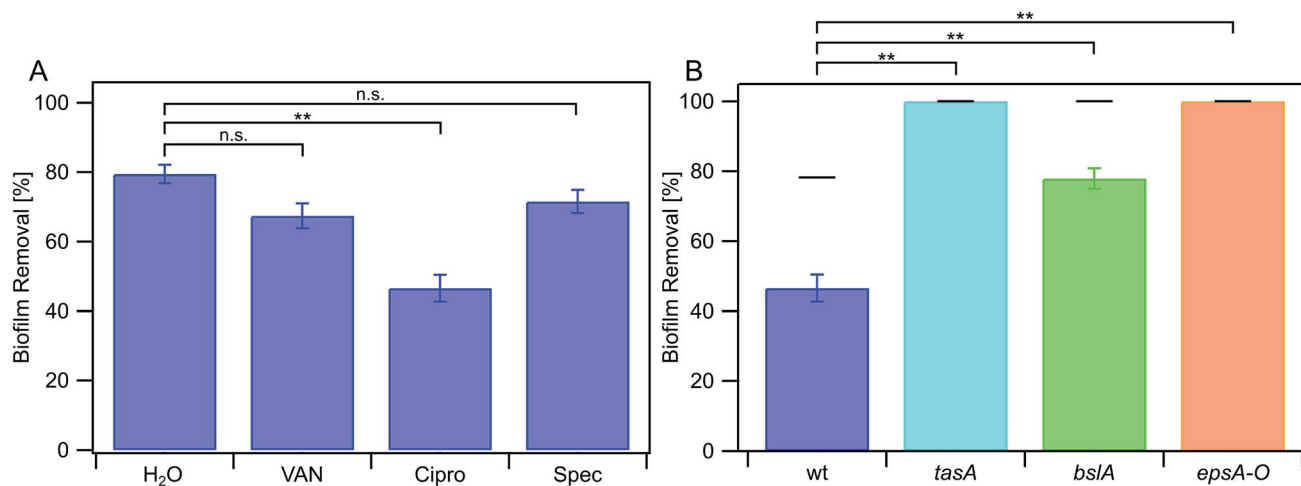 A
Biofilm Removal [%]
100
80
60
40
20
0
n.s.
**
n.s.
H₂O VAN Cipro Spec
B
Biofilm Removal [%]
100
80
60
40
20
0
**
**
**
wt tasA bslA epsA-O